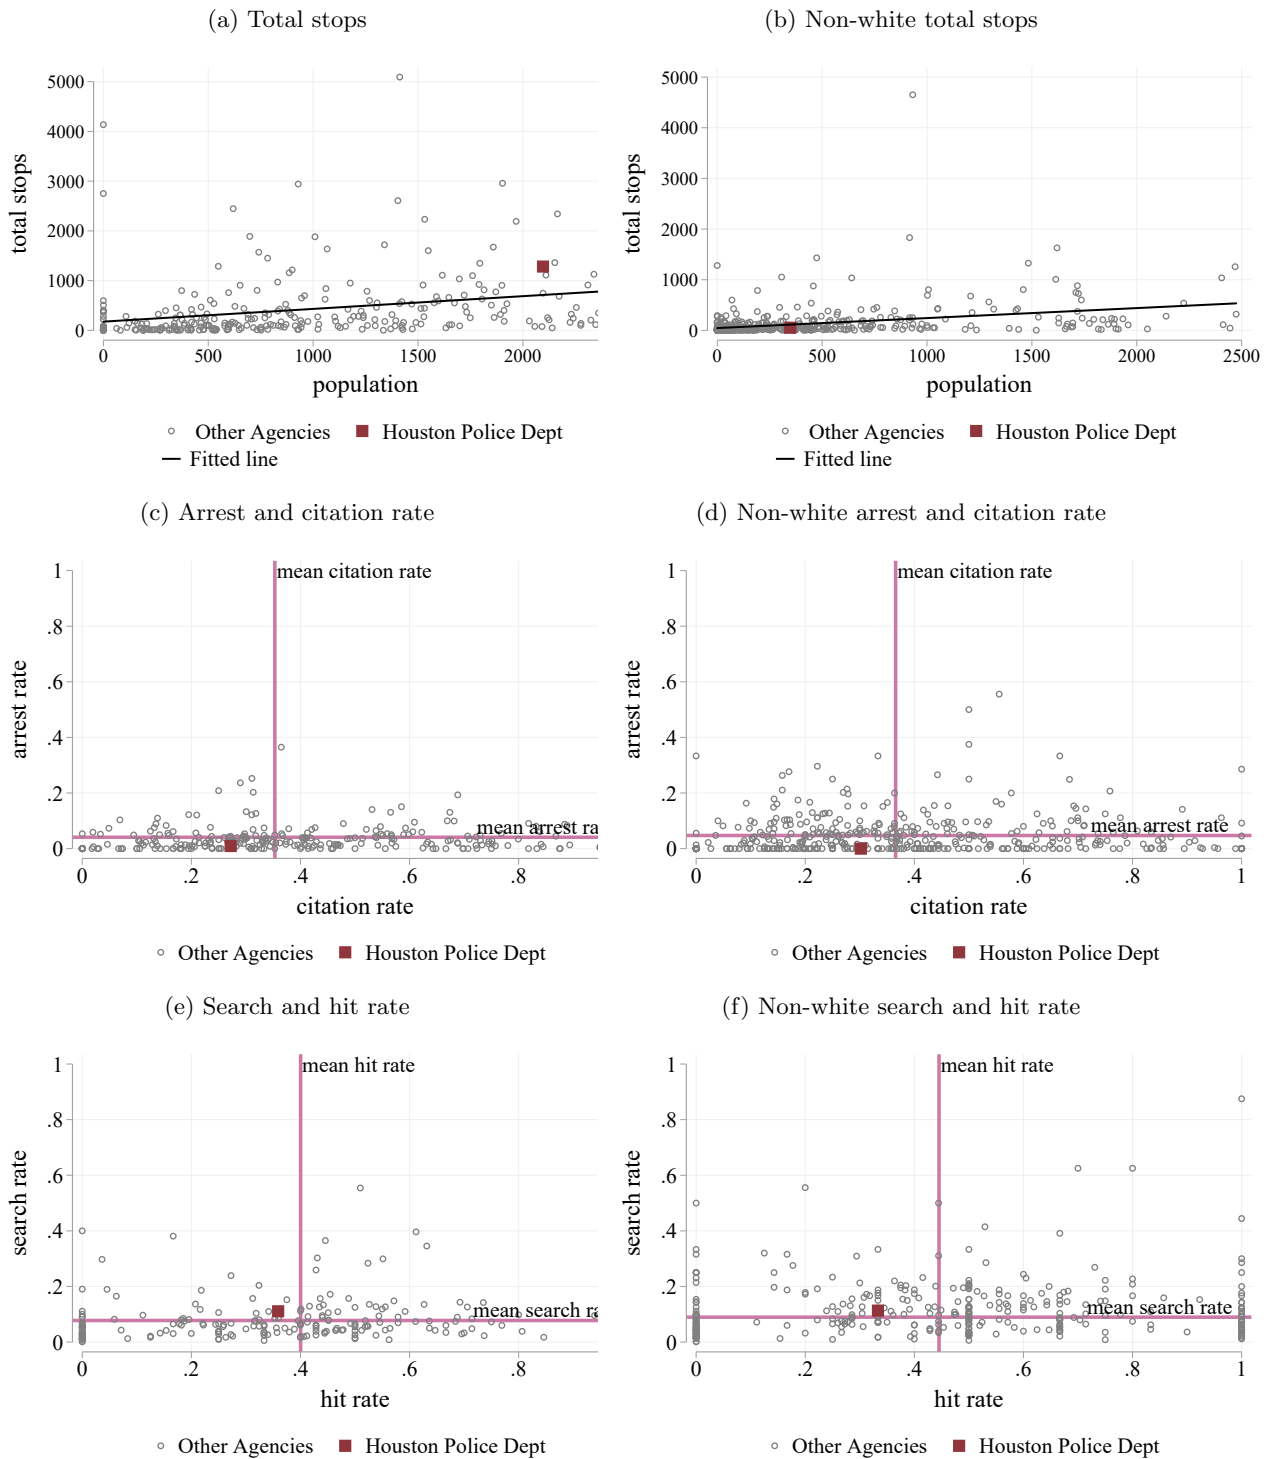 (a) Total stops
(b) Non-white total stops
total stops
5000
4000
3000
2000
1000
0
0 500 1000 1500 2000
population
Other Agencies Houston Police Dept
Fitted line
total stops
5000
4000
3000
2000
1000
0
0 500 1000 1500 2000 2500
population
Other Agencies Houston Police Dept
Fitted line
(c) Arrest and citation rate
(d) Non-white arrest and citation rate
arrest rate
1
.8
.6
.4
.2
0
mean citation rate
mean arrest ra
0 .2 .4 .6 .8
citation rate
Other Agencies Houston Police Dept
arrest rate
1
.8
.6
.4
.2
0
mean citation rate
mean arrest rate
0 .2 .4 .6 .8 1
citation rate
Other Agencies Houston Police Dept
(e) Search and hit rate
(f) Non-white search and hit rate
search rate
1
.8
.6
.4
.2
0
mean hit rate
mean search ra
0 .2 .4 .6 .8
hit rate
Other Agencies Houston Police Dept
search rate
1
.8
.6
.4
.2
0
mean hit rate
mean search rate
0 .2 .4 .6 .8 1
hit rate
Other Agencies Houston Police Dept